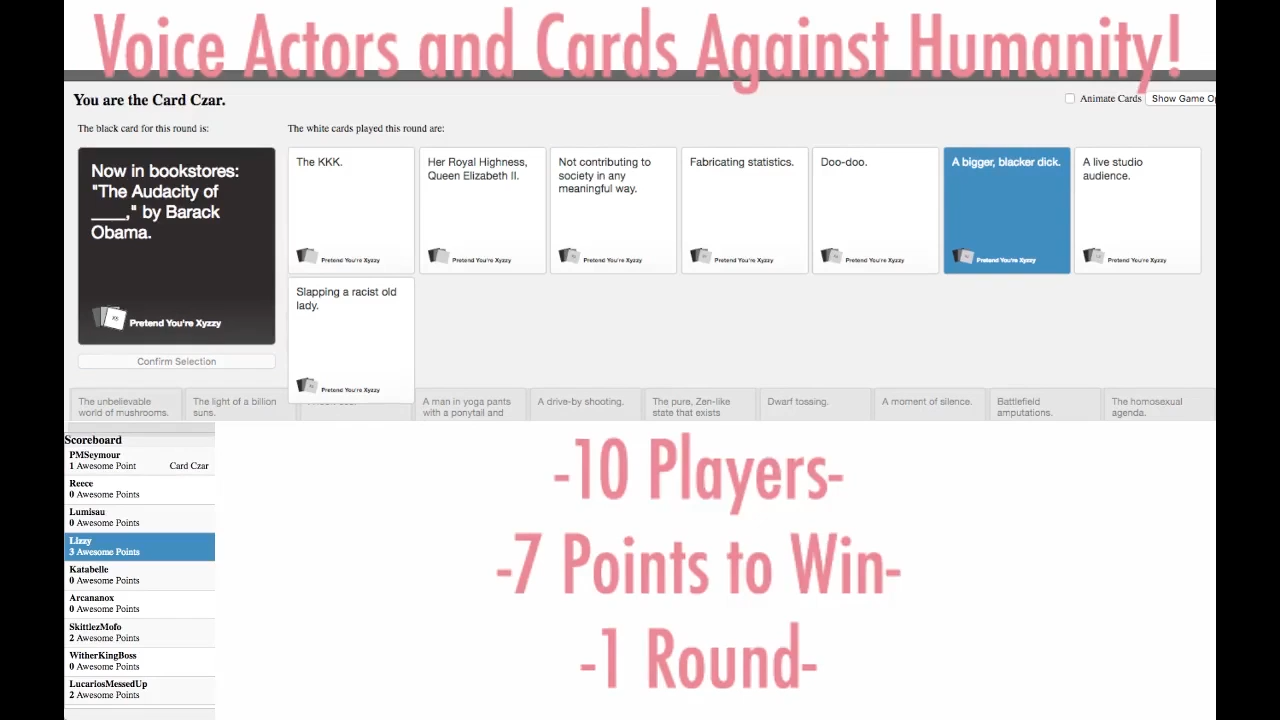 Voice Actors and Cards Against Humanity!
You are the Card Czar.
Animate Cards
Show Game Op
The black card for this round is:
The white cards played this round are:
Now in bookstores:
"The Audacity of
____," by Barack
Obama.
Pretend You're Xyzzy
The KKK.
Pretend You're Xyzzy
Her Royal Highness,
Queen Elizabeth II.
Pretend You're Xyzzy
Not contributing to
society in any
meaningful way.
Pretend You're Xyzzy
Fabricating statistics.
Pretend You're Xyzzy
Doo-doo.
Pretend You're Xyzzy
A bigger, blacker dick.
Pretend You're Xyzzy
A live studio
audience.
Pretend You're Xyzzy
Slapping a racist old
lady.
Pretend You're Xyzzy
Confirm Selection
The unbelievable
world of mushrooms.
The light of a billion
suns.
A man in yoga pants
with a ponytail and
A drive-by shooting.
The pure, Zen-like
state that exists
Dwarf tossing.
A moment of silence.
Battlefield
amputations.
The homosexual
agenda.
Scoreboard
PMSeymour
1 Awesome Point
Card Czar
Reece
0 Awesome Points
Lumisau
0 Awesome Points
Lizzy
3 Awesome Points
Katabelle
0 Awesome Points
Arcananox
0 Awesome Points
SkittlezMofo
2 Awesome Points
WitherKingBoss
0 Awesome Points
LucariosMessedUp
2 Awesome Points
-10 Players-
-7 Points to Win-
-1 Round-